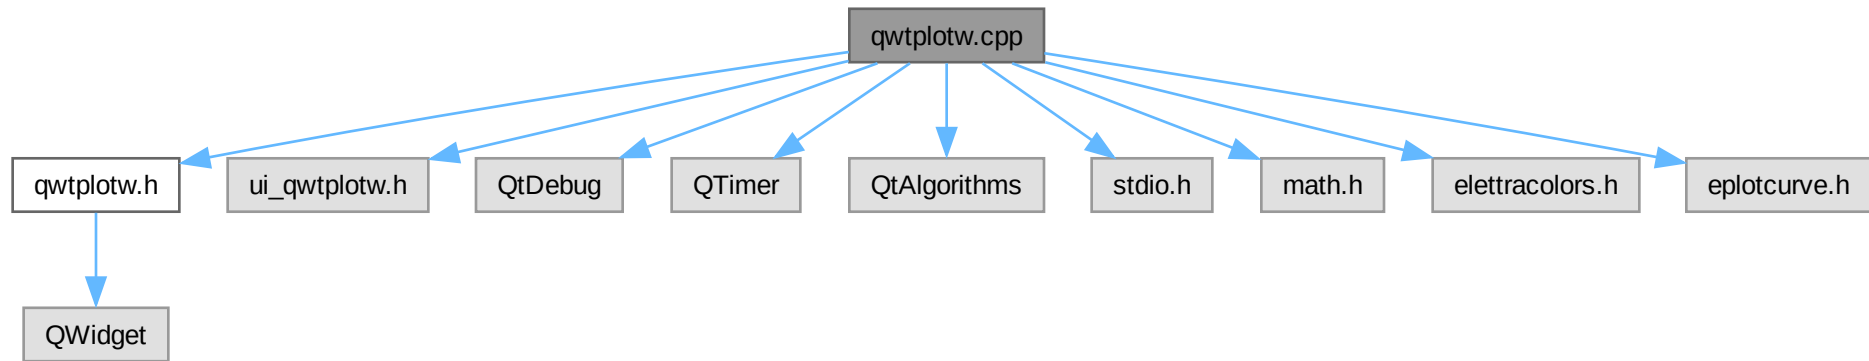 qwtplotw.cpp
qwtplotw.h
ui_qwtplotw.h
QtDebug
QTimer
QtAlgorithms
stdio.h
math.h
elettracolors.h
eplotcurve.h
QWidget